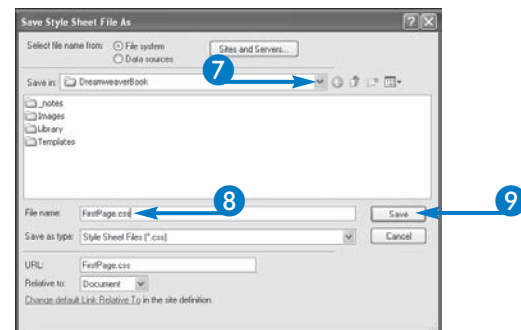 Save Style Sheet File As
Select file name from: File system
Data sources
Sites and Servers...
7
Save in: DreamweaverBook
_notes
Images
Library
Templates
8
9
File name: FastPage.css
Save
Save as type: Style Sheet Files (*.css)
Cancel
URL: FastPage.css
Relative to: Document
Change default Link Relative To in the site definition.